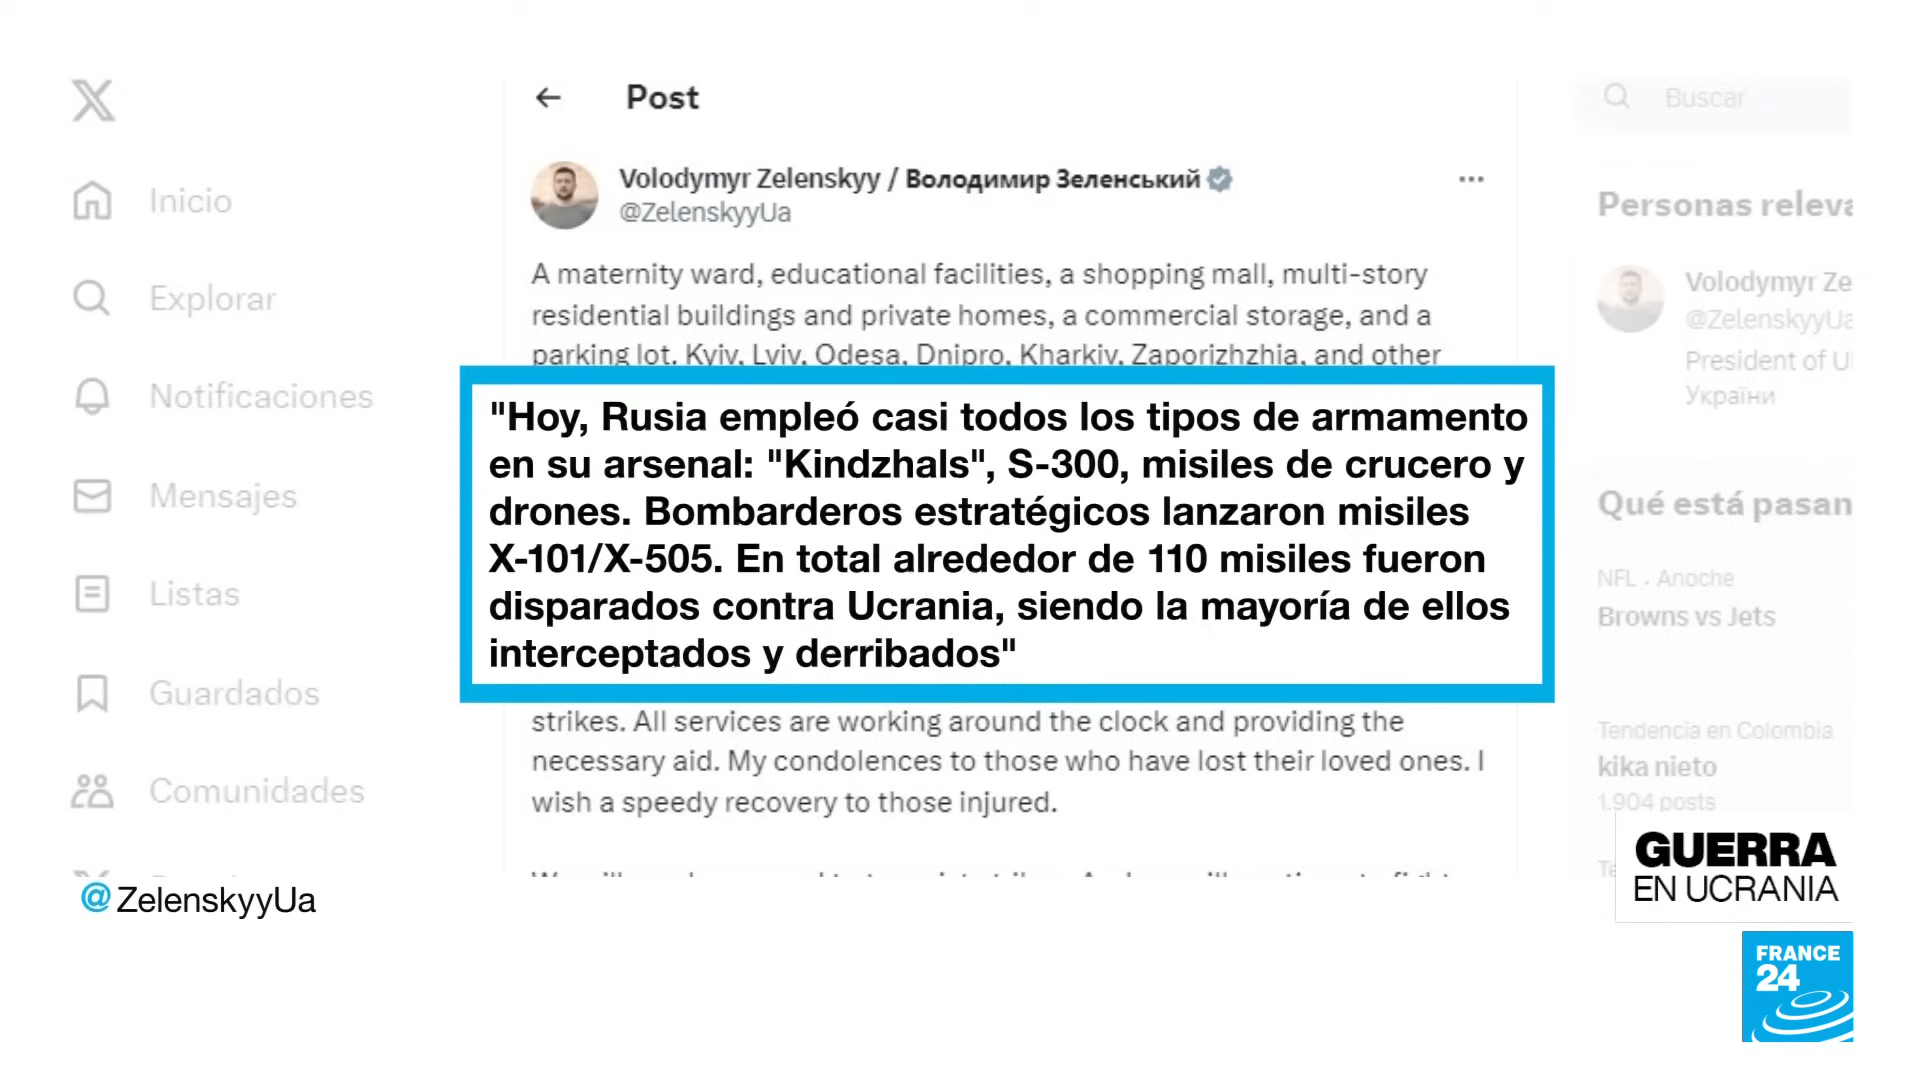 Post
Buscar
Volodymyr Zelenskyy / Володимир Зеленський
@ZelenskyyUa
Inicio
Explorar
Notificaciones
Mensajes
Listas
Guardados
Comunidades
A maternity ward, educational facilities, a shopping mall, multi-story
residential buildings and private homes, a commercial storage, and a
parking lot. Kyiv, Lviv, Odesa, Dnipro, Kharkiv, Zaporizhzhia, and other
"Hoy, Rusia empleó casi todos los tipos de armamento
en su arsenal: "Kindzhals", S-300, misiles de crucero y
drones. Bombarderos estratégicos lanzaron misiles
X-101/X-505. En total alrededor de 110 misiles fueron
disparados contra Ucrania, siendo la mayoría de ellos
interceptados y derribados"
strikes. All services are working around the clock and providing the
necessary aid. My condolences to those who have lost their loved ones. I
wish a speedy recovery to those injured.
Personas releva
Volodymyr Ze
@ZelenskyyUa
President of U
України
Qué está pasan
NFL . Anoche
Browns vs Jets
Tendencia en Colombia
kika nieto
1.904 posts
@ZelenskyyUa
GUERRA
EN UCRANIA
FRANCE
24